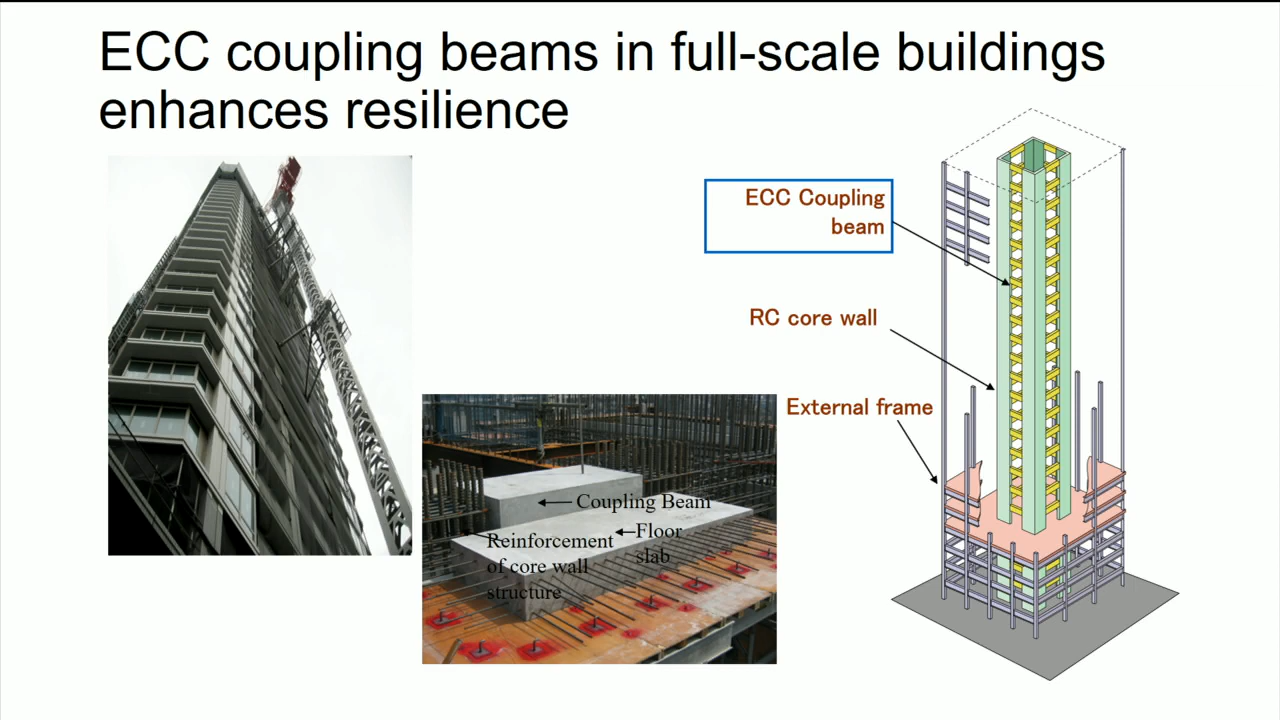 ECC coupling beams in full-scale buildings
enhances resilience
ECC Coupling
beam
RC core wall
External frame
Coupling Beam
Floor
slab
Reinforcement
of core wall
structure